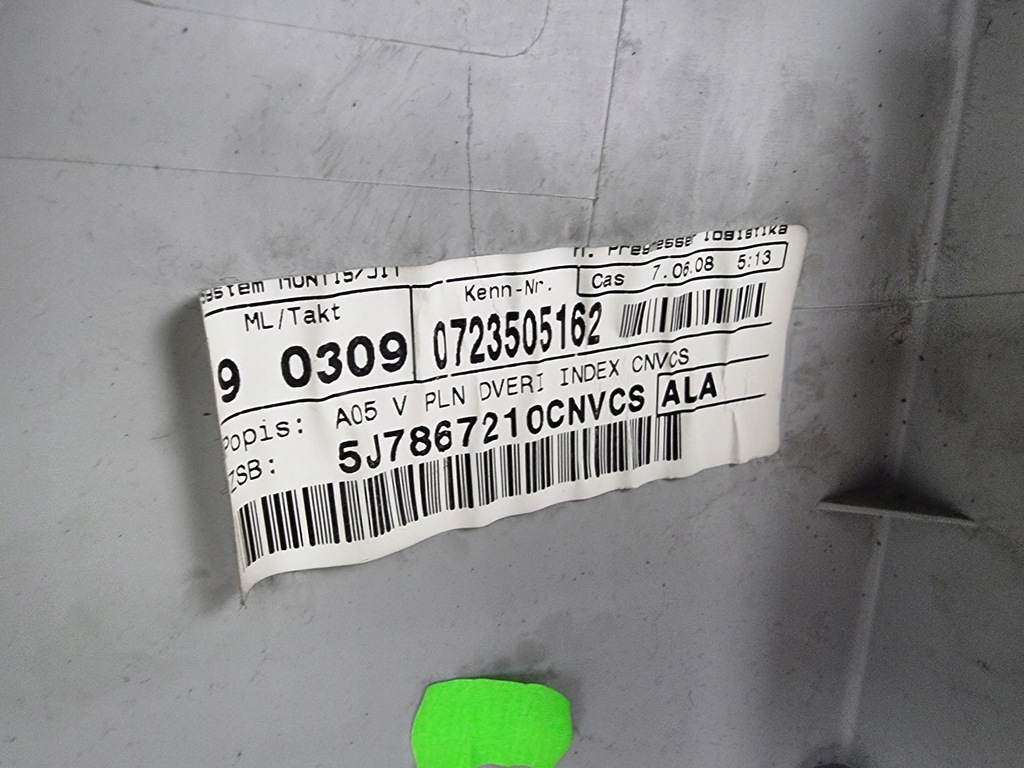 System MONTIS/JIT
logistika
Cas 7.06.08 5:13
ML/Takt
Kenn-Nr.
9 0309 0723505162
Popis: A05 V PLN DVERI INDEX CNVCS
ZSB: 5J7867210CNVCS ALA